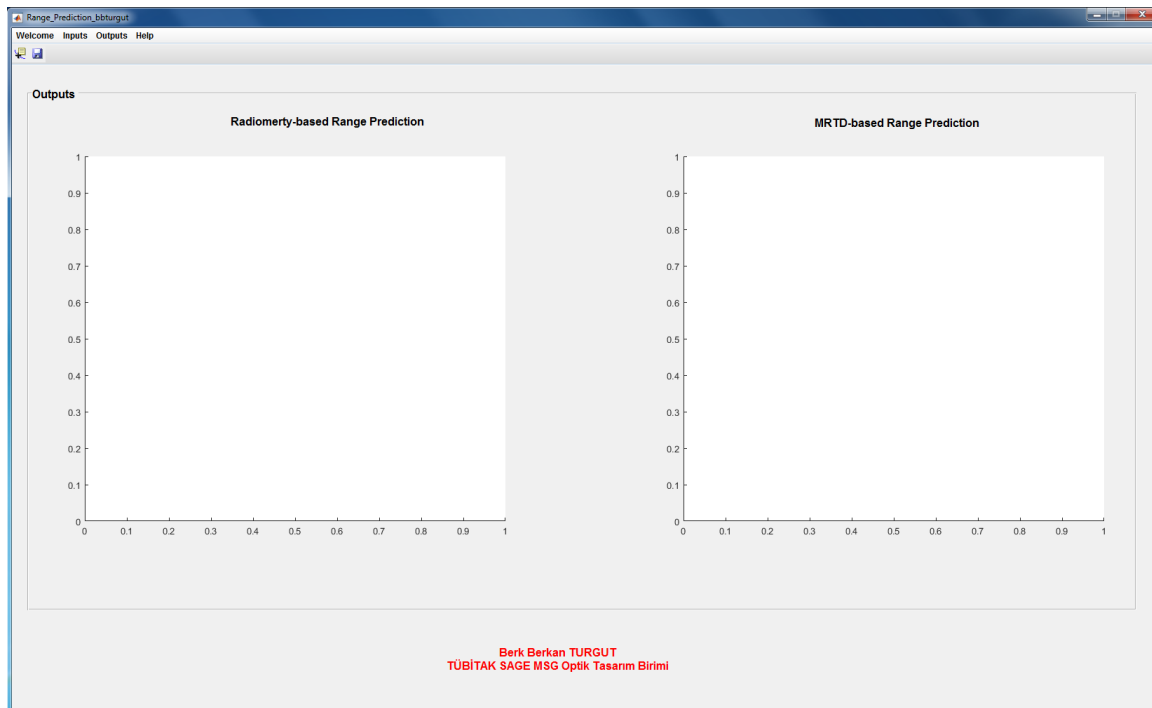 Range_Prediction_bbturgut
Welcome Inputs Outputs Help
Outputs
Radiomerty-based Range Prediction
MRTD-based Range Prediction
1
0.9
0.8
0.7
0.6
0.5
0.4
0.3
0.2
0.1
0
0 0.1 0.2 0.3 0.4 0.5 0.6 0.7 0.8 0.9 1
1
0.9
0.8
0.7
0.6
0.5
0.4
0.3
0.2
0.1
0
0 0.1 0.2 0.3 0.4 0.5 0.6 0.7 0.8 0.9 1
Berk Berkan TURGUT
TÜBİTAK SAGE MSG Optik Tasarım Birimi